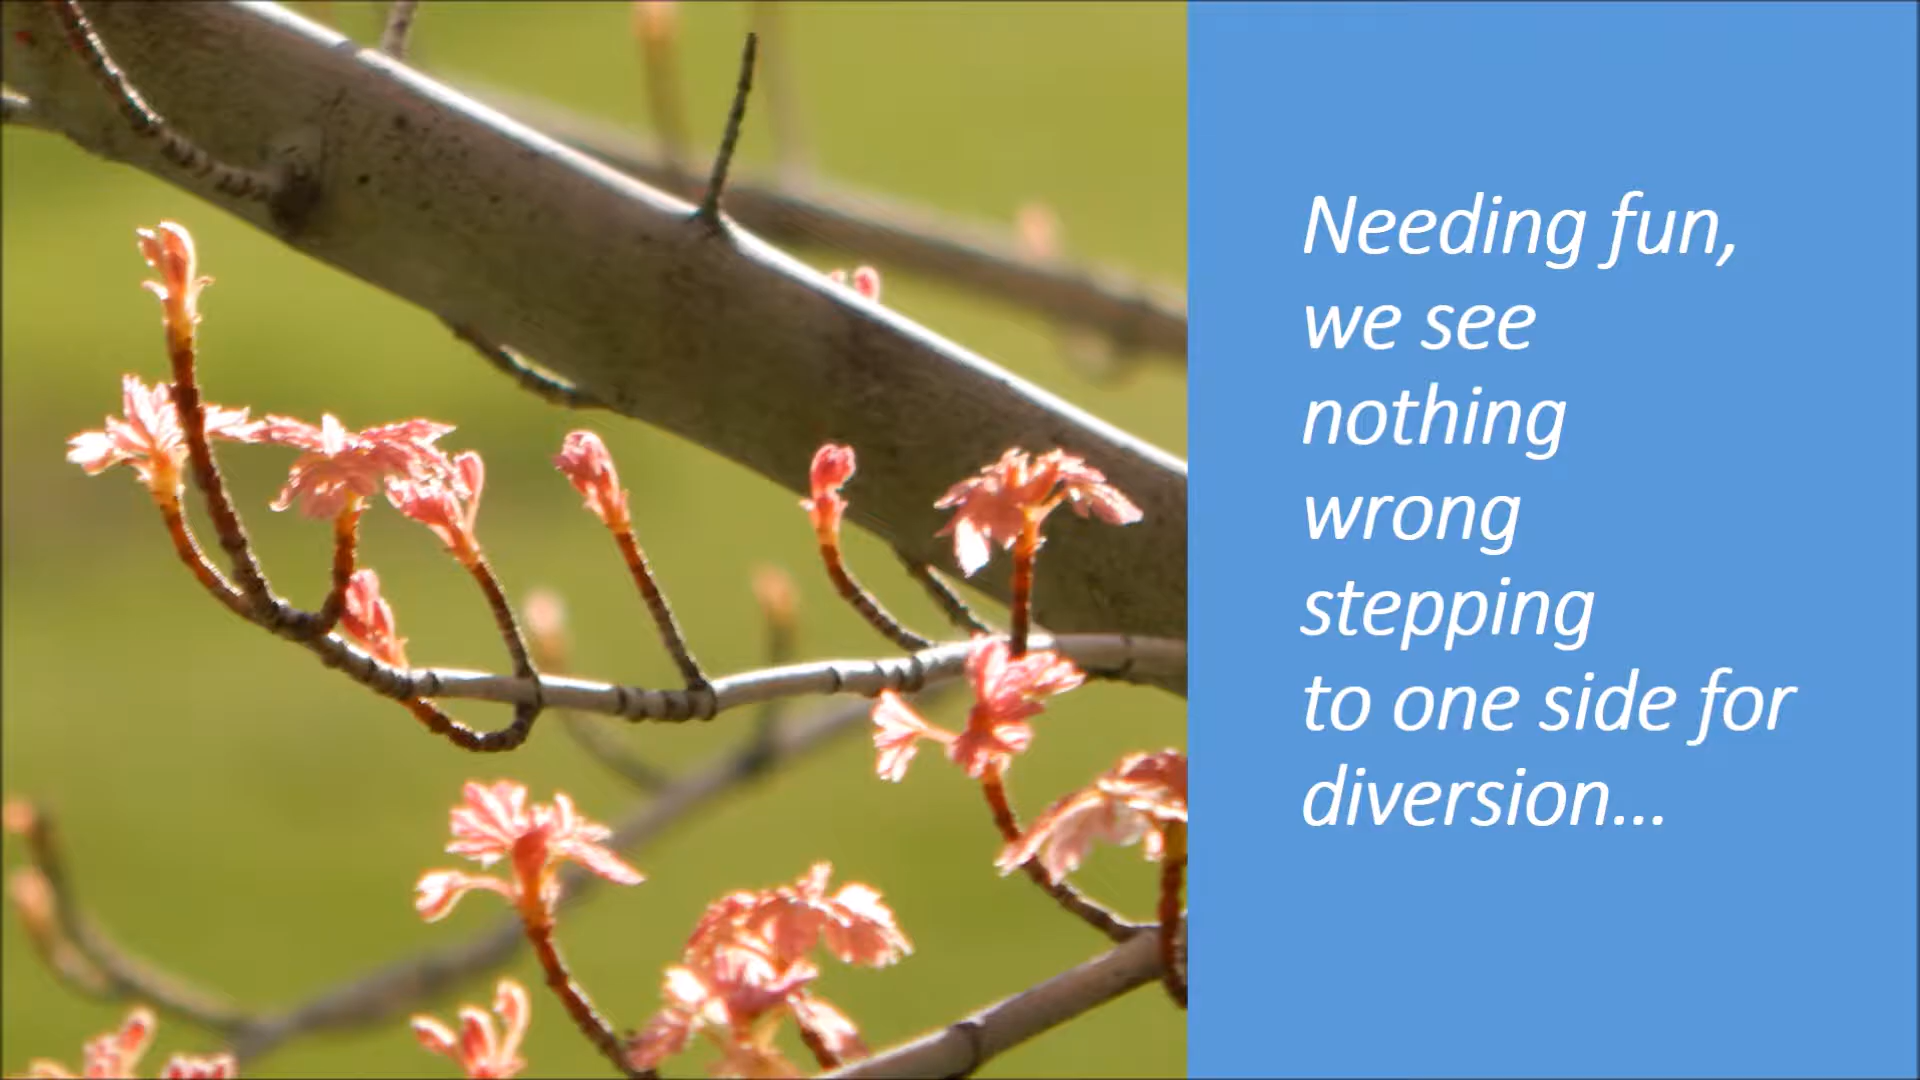 Needing fun,
we see
nothing
wrong
stepping
to one side for
diversion...